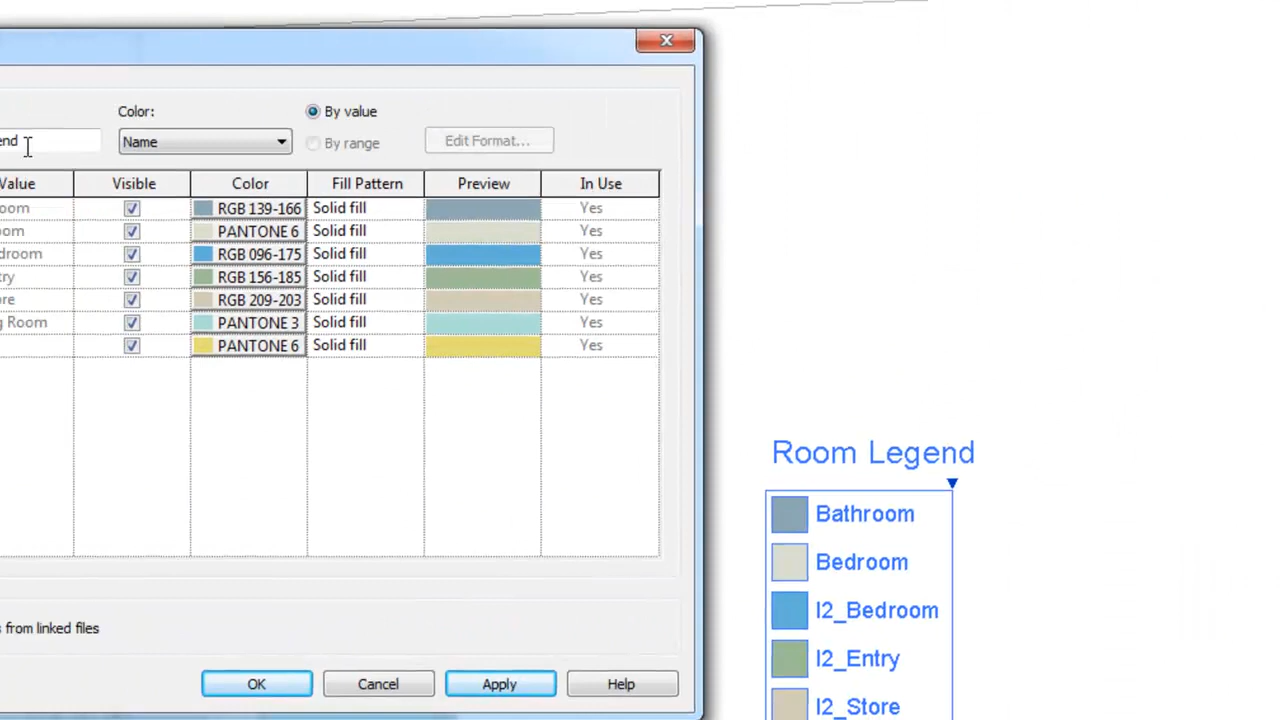 Color:
By value
end
Name
By range
Edit Format...
Value Visible Color Fill Pattern Preview In Use
oom RGB 139-166 Solid fill Yes
oom PANTONE 6 Solid fill Yes
droom RGB 096-175 Solid fill Yes
try RGB 156-185 Solid fill Yes
ore RGB 209-203 Solid fill Yes
g Room PANTONE 3 Solid fill Yes
PANTONE 6 Solid fill Yes
s from linked files
OK Cancel Apply Help
Room Legend
Bathroom
Bedroom
I2_Bedroom
I2_Entry
I2_Store